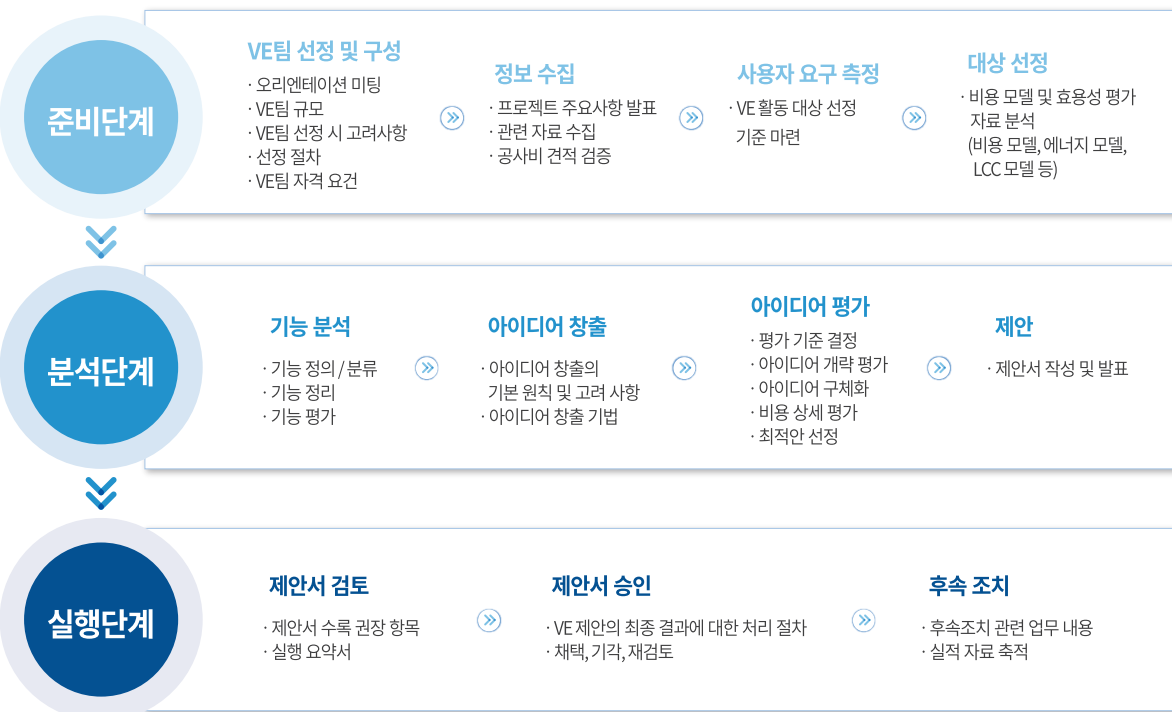 준비단계
VE팀 선정 및 구성
· 오리엔테이션 미팅
· VE팀 규모
· VE팀 선정 시 고려사항
· 선정 절차
· VE팀 자격 요건
정보 수집
· 프로젝트 주요사항 발표
· 관련 자료 수집
· 공사비 견적 검증
사용자 요구 측정
· VE 활동 대상 선정
기준 마련
대상 선정
· 비용 모델 및 효용성 평가
자료 분석
(비용 모델, 에너지 모델,
LCC 모델 등)
분석단계
기능 분석
· 기능 정의 / 분류
· 기능 정리
· 기능 평가
아이디어 창출
· 아이디어 창출의
기본 원칙 및 고려 사항
· 아이디어 창출 기법
아이디어 평가
· 평가 기준 결정
· 아이디어 개략 평가
· 아이디어 구체화
· 비용 상세 평가
· 최적안 선정
제안
· 제안서 작성 및 발표
실행단계
제안서 검토
· 제안서 수록 권장 항목
· 실행 요약서
제안서 승인
· VE 제안의 최종 결과에 대한 처리 절차
· 채택, 기각, 재검토
후속 조치
· 후속조치 관련 업무 내용
· 실적 자료 축적